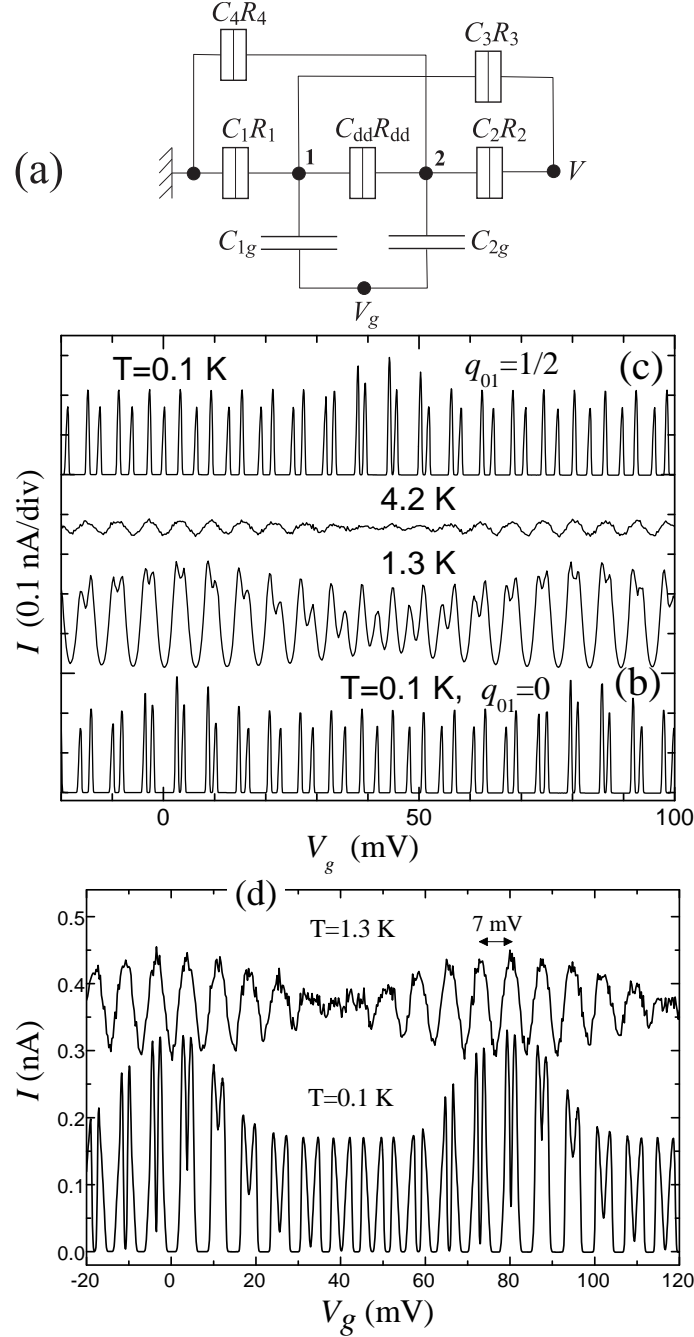 C₄R₄
C₃R₃
C₁R₁
C_ddR_dd
C₂R₂
(a)
1
2
V
C₁g
C₂g
V_g
T=0.1 K
q₀₁=1/2
(c)
4.2 K
1.3 K
T=0.1 K, q₀₁=0
(b)
I (0.1 nA/div)
0 50 100
V_g (mV)
(d)
0.5
0.4
0.3
0.2
0.1
0.0
T=1.3 K
7 mV
T=0.1 K
I (nA)
-20 0 20 40 60 80 100 120
Vg (mV)